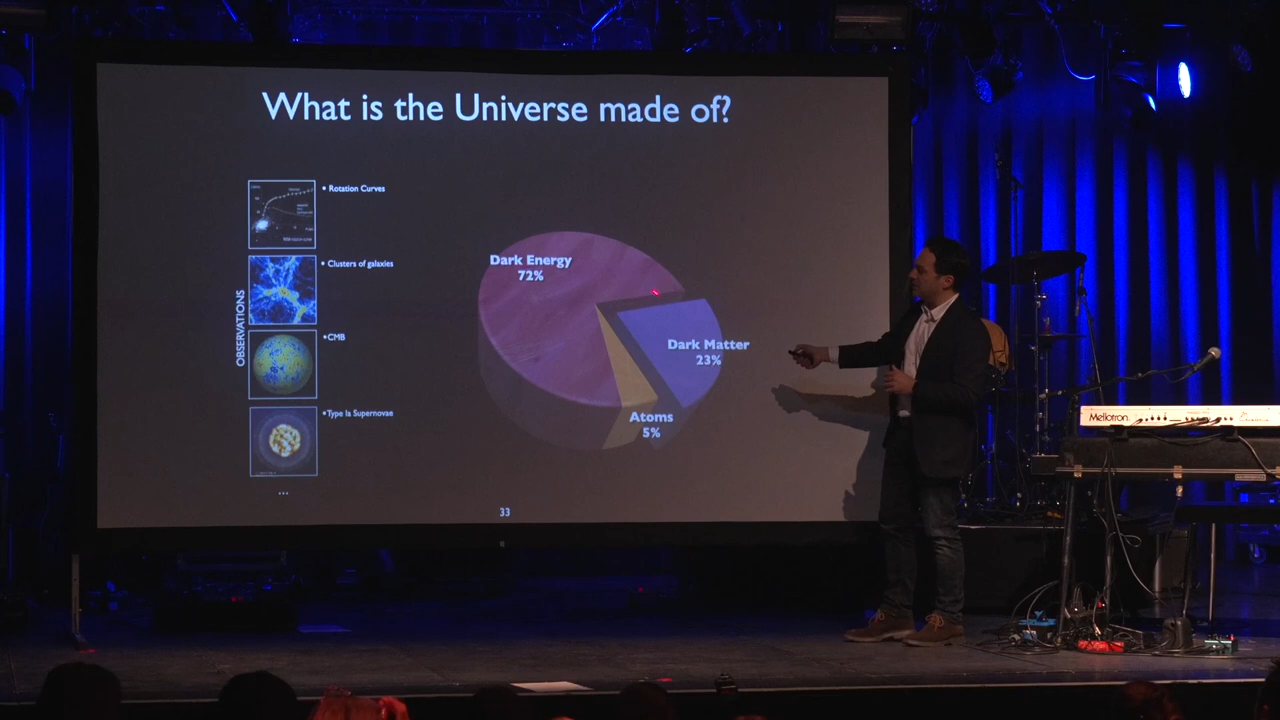 What is the Universe made of?
• Rotation Curves
• Clusters of galaxies
•CMB
•Type Ia Supernovae
...
OBSERVATIONS
Dark Energy
72%
Dark Matter
23%
Atoms
5%
33
Mellotron